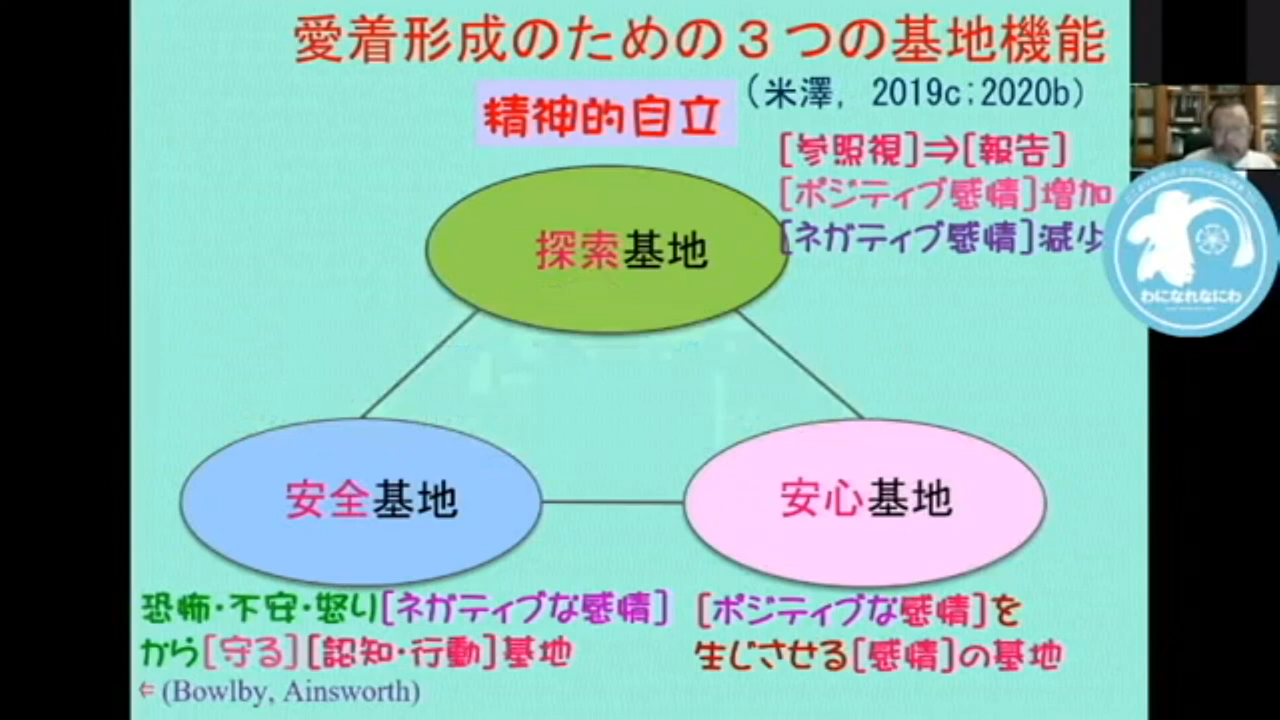 愛着形成のための３つの基地機能
(米澤, 2019c;2020b)
精神的自立
[参照視]⇒[報告]
[ポジティブ感情]増加
[ネガティブ感情]減少
探索基地
わになれなにわ
安全基地
安心基地
恐怖・不安・怒り[ネガティブな感情]
から[守る][認知・行動]基地
⇐(Bowlby, Ainsworth)
[ポジティブな感情]を
生じさせる[感情]の基地